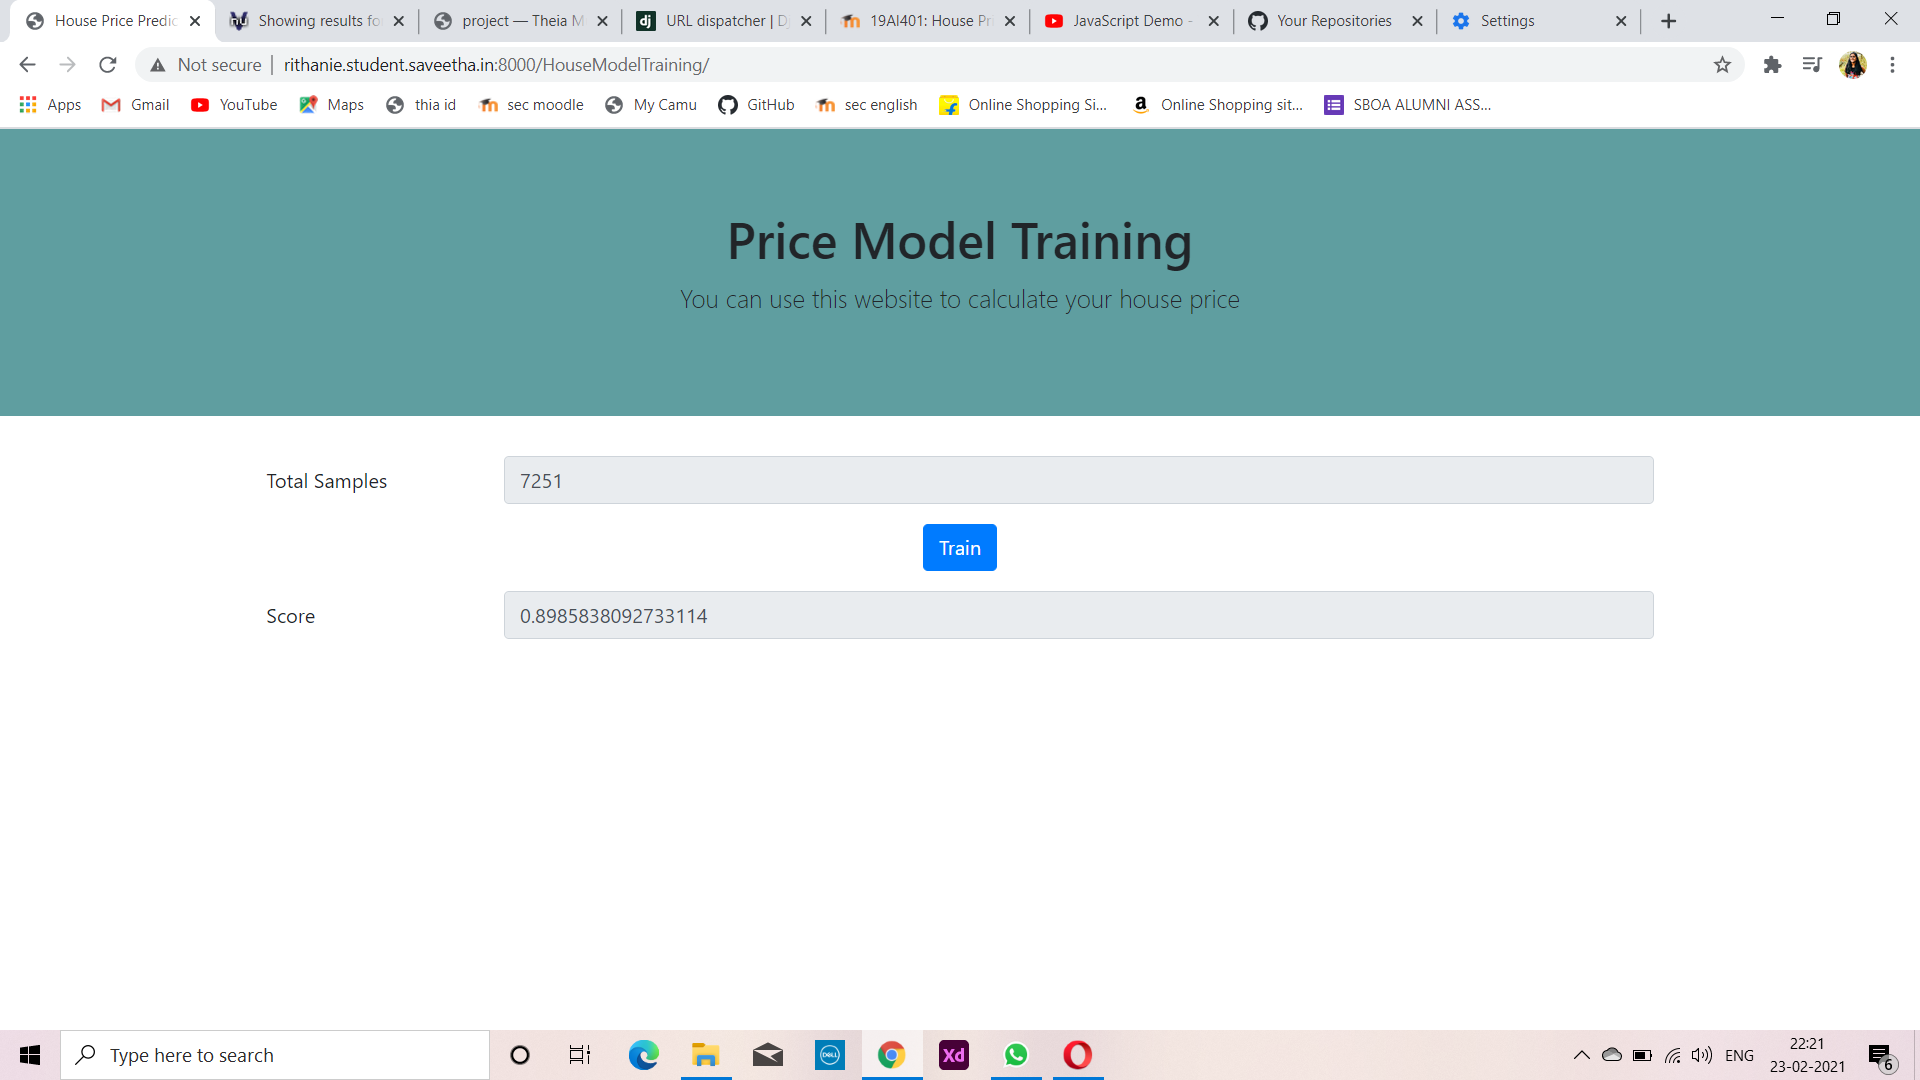 House Price Predic
Showing results fo
project — Theia M
URL dispatcher | Dj
19AI401: House Pri
JavaScript Demo -
Your Repositories
Settings
Not secure | rithanie.student.saveetha.in:8000/HouseModelTraining/
Apps
Gmail
YouTube
Maps
thia id
sec moodle
My Camu
GitHub
sec english
Online Shopping Si...
Online Shopping sit...
SBOA ALUMNI ASS...
Price Model Training
You can use this website to calculate your house price
Total Samples
7251
Train
Score
0.8985838092733114
Type here to search
DELL
Xd
ENG
22:21
23-02-2021
6